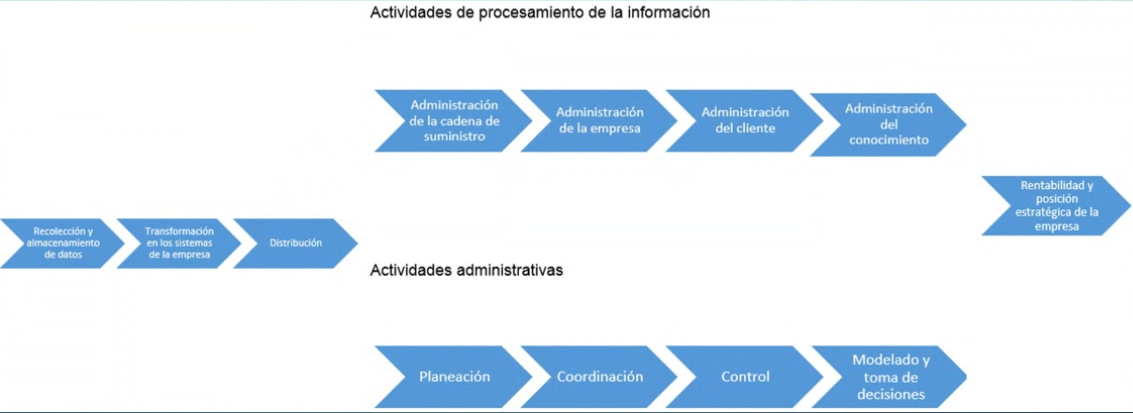 Actividades de procesamiento de la información
Administración
de la cadena de
suministro
Administración
de la empresa
Administración
del cliente
Administración
del
conocimiento
Rentabilidad y
posición
estratégica de la
empresa
Recolección y
almacenamiento
de datos
Transformación
en los sistemas
de la empresa
Distribución
Actividades administrativas
Planeación
Coordinación
Control
Modelado y
toma de
decisiones